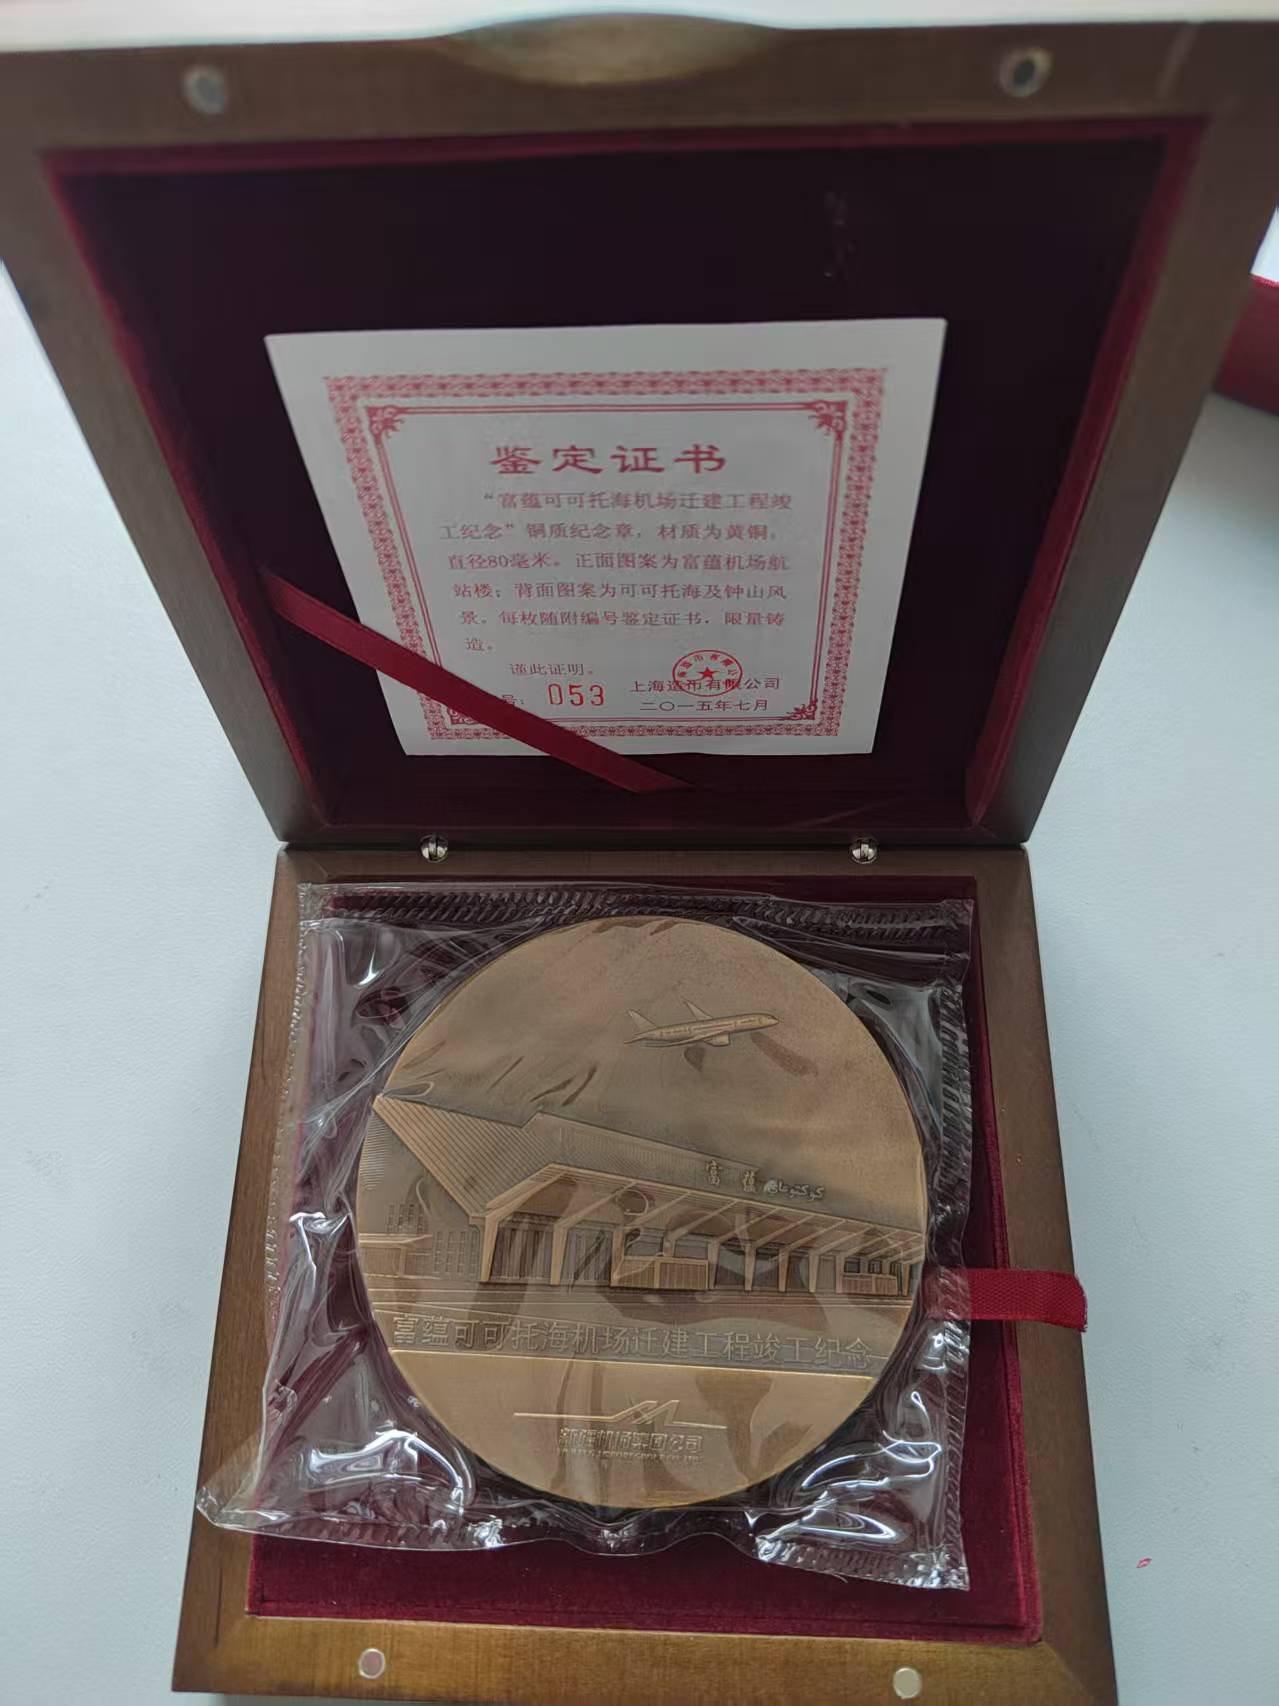 鉴定证书
“富蕴可可托海机场迁建工程竣
工纪念”铜质纪念章，材质为黄铜，
直径80毫米。正面图案为富蕴机场航
站楼；背面图案为可可托海及钟山风
景。每枚随附编号鉴定证书，限量铸
造。
谨此证明。
号：053
上海造币有限公司
二〇一五年七月
富蕴
富蕴可可托海机场迁建工程竣工纪念
新疆机场集团公司